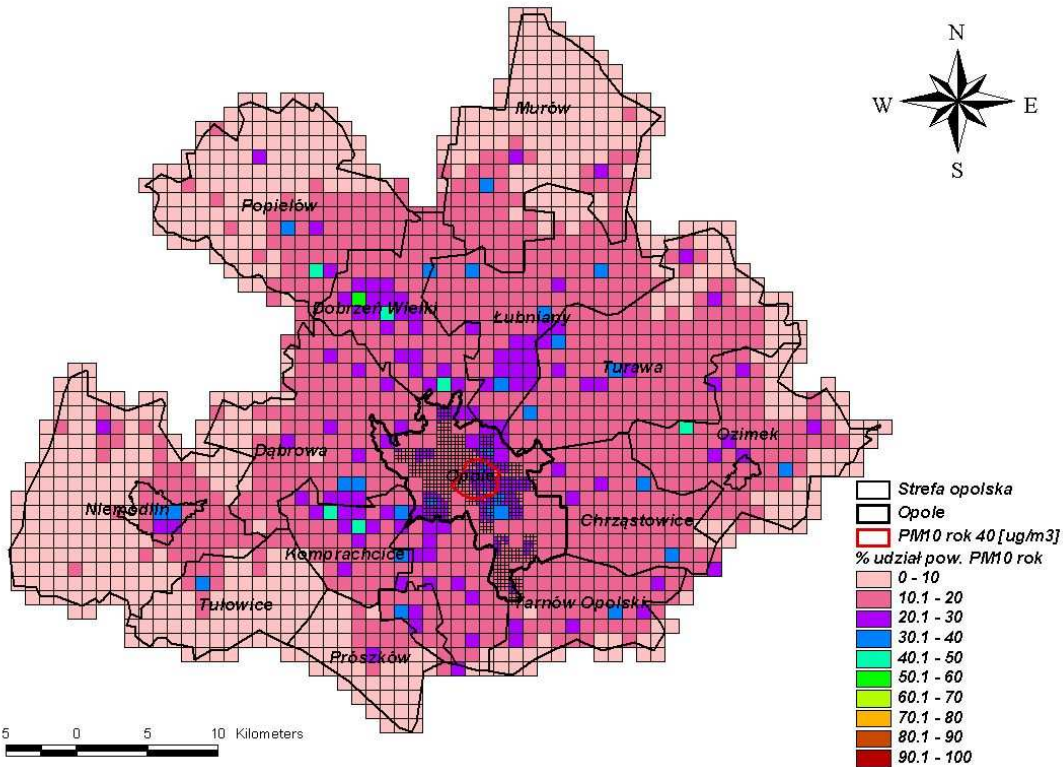 N
W E
S
Murów
Popielów
Dobrzeń Wielki
Łubniany
Turawa
Ozimek
Dąbrowa
Opole
Niemodlin
Chrząstowice
Komprachcice
Tułowice
Tarnów Opolski
Prószków
Strefa opolska
Opole
PM10 rok 40 [ug/m3]
% udział pow. PM10 rok
0 - 10
10.1 - 20
20.1 - 30
30.1 - 40
40.1 - 50
50.1 - 60
60.1 - 70
70.1 - 80
80.1 - 90
90.1 - 100
5 0 5 10 Kilometers